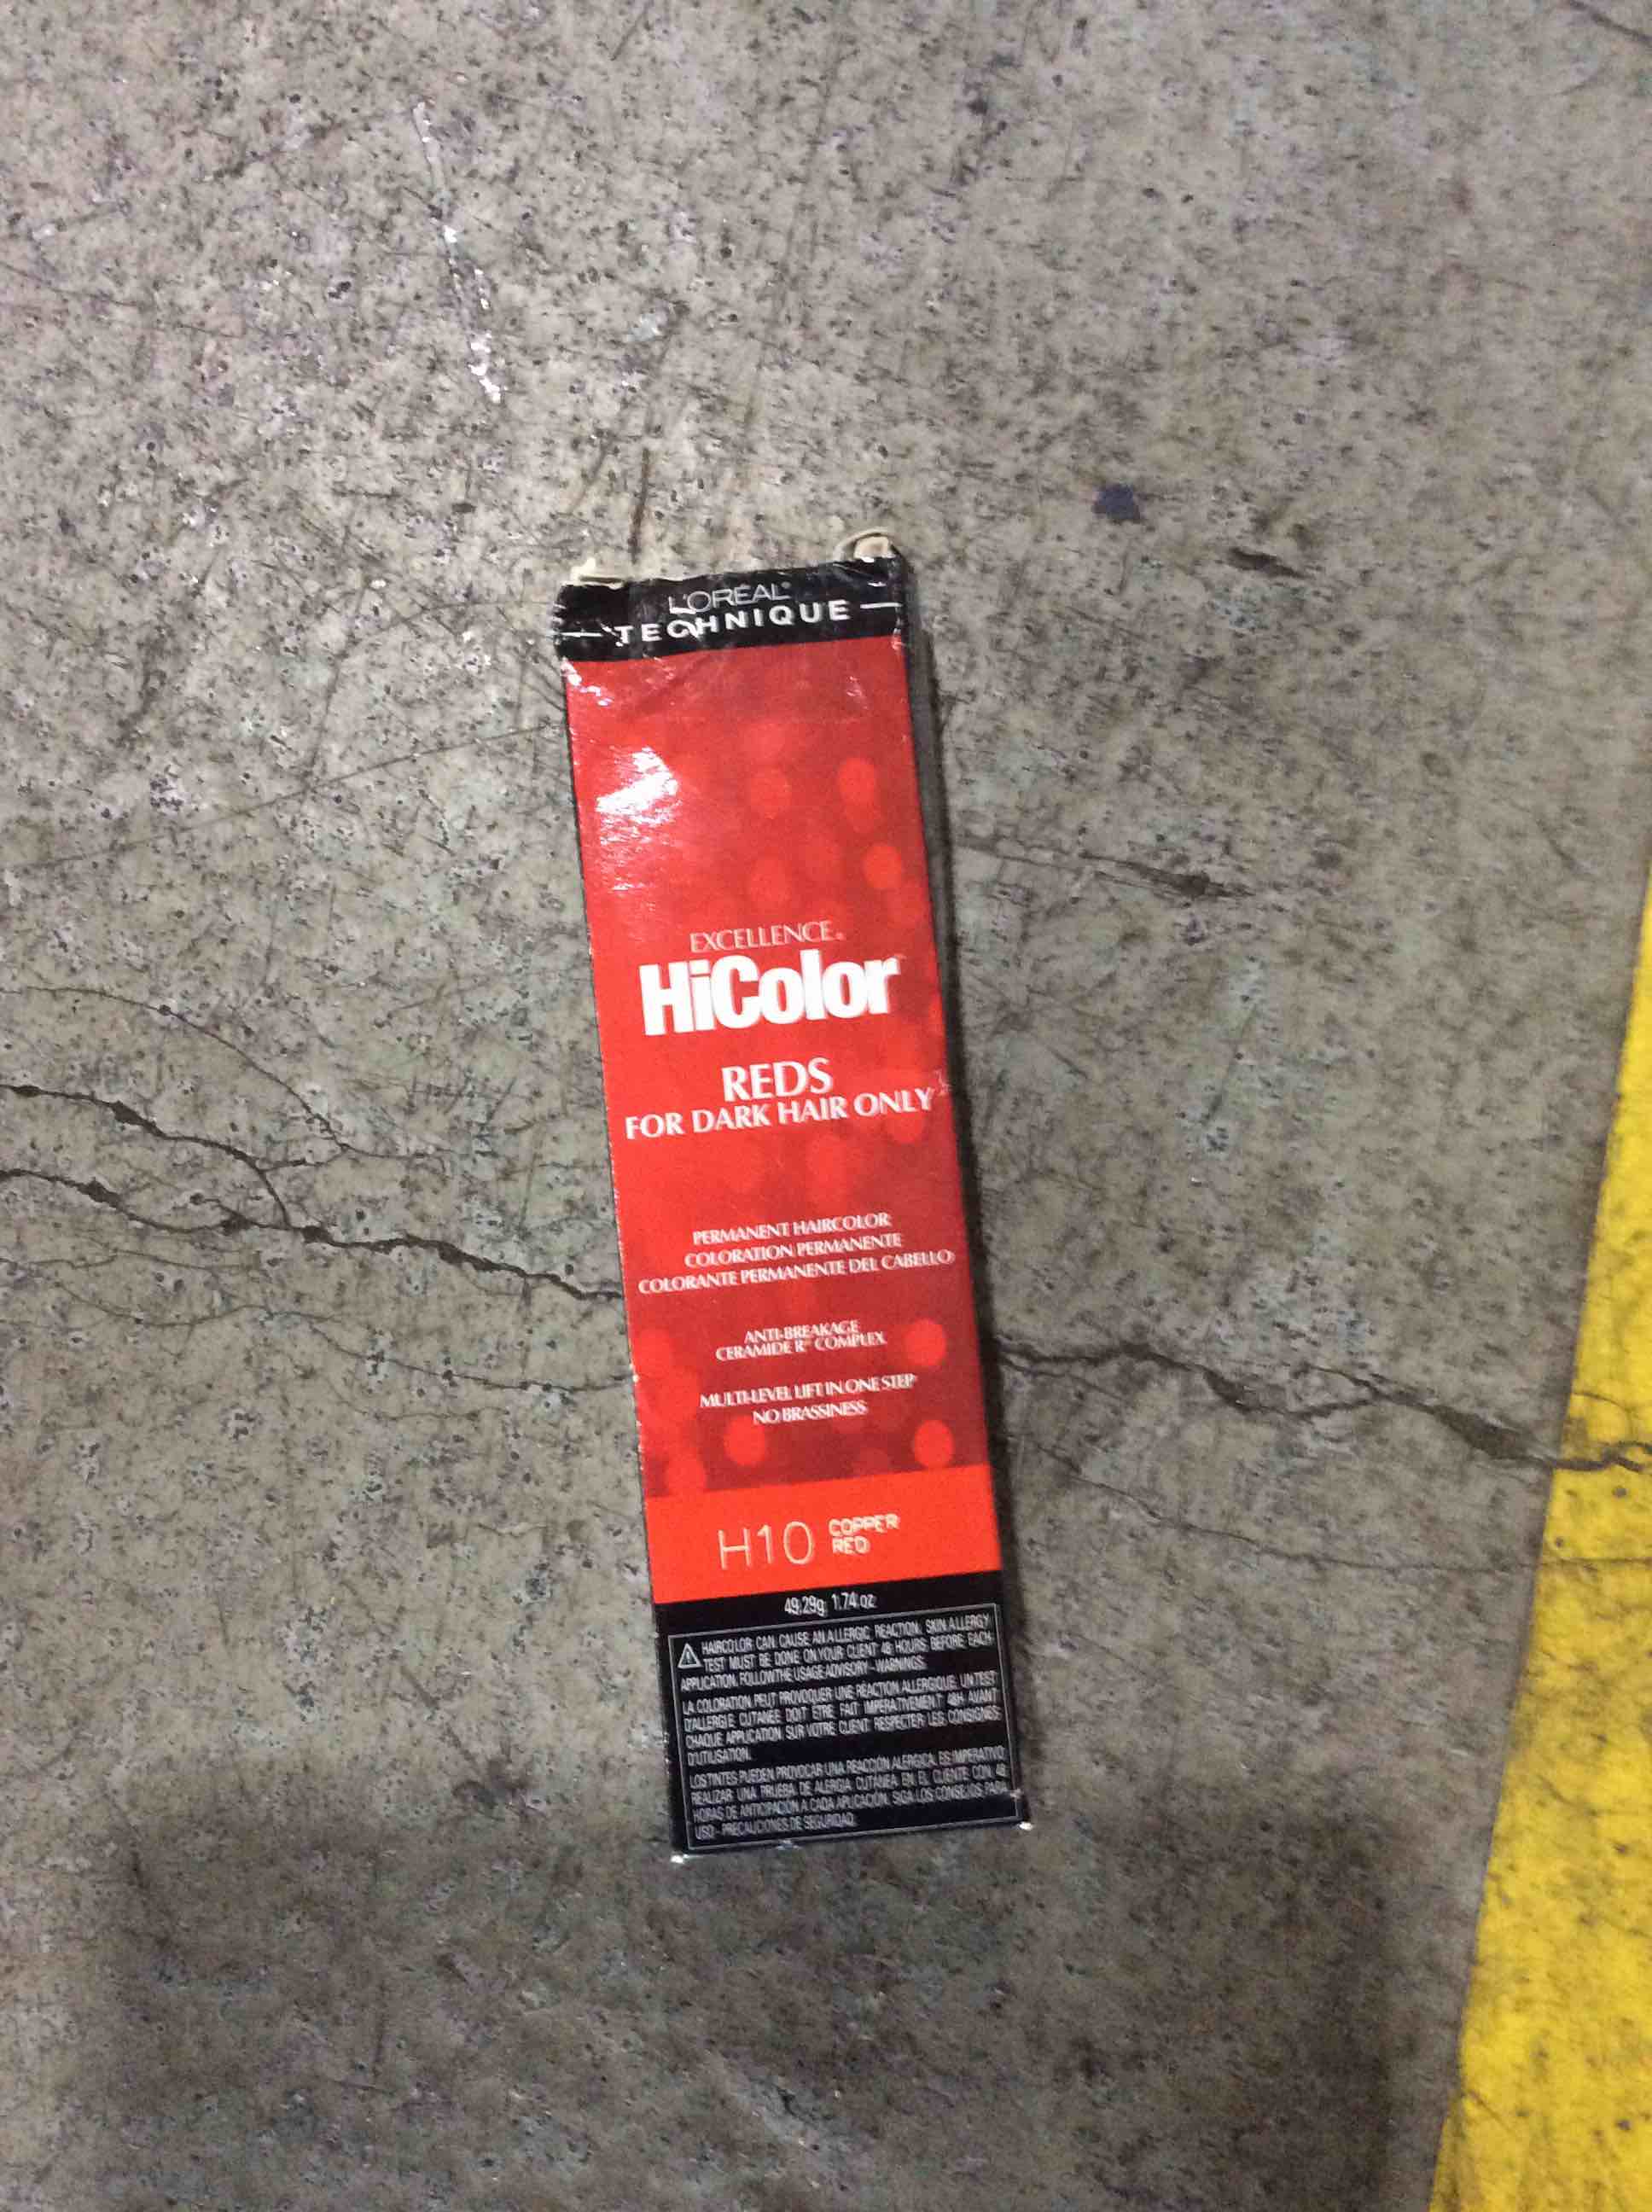 L'ORÉAL®
TECHNIQUE
EXCELLENCE®
HiColor™
REDS
FOR DARK HAIR ONLY
PERMANENT HAIRCOLOR
COLORATION PERMANENTE
COLORANTE PERMANENTE DEL CABELLO
ANTI-BREAKAGE
CERAMIDE R® COMPLEX
MULTI-LEVEL LIFT IN ONE STEP
NO BRASSINESS
H10 COPPER
RED
49.29g 1.74 oz
HAIRCOLOR CAN CAUSE AN ALLERGIC REACTION. SKIN ALLERGY
TEST MUST BE DONE ON YOUR CLIENT 48 HOURS BEFORE EACH
APPLICATION. FOLLOW THE USAGE ADVISORY - WARNINGS.
LA COLORATION PEUT PROVOQUER UNE RÉACTION ALLERGIQUE. UN TEST
D'ALLERGIE CUTANÉE DOIT ÊTRE FAIT IMPÉRATIVEMENT 48H AVANT
CHAQUE APPLICATION SUR VOTRE CLIENT. RESPECTER LES CONSIGNES
D'UTILISATION.
LOS TINTES PUEDEN PROVOCAR UNA REACCIÓN ALÉRGICA. ES IMPERATIVO
REALIZAR UNA PRUEBA DE ALERGIA CUTÁNEA EN EL CLIENTE CON 48
HORAS DE ANTICIPACIÓN A CADA APLICACIÓN. SIGA LOS CONSEJOS PARA
USO - PRECAUCIONES DE SEGURIDAD.